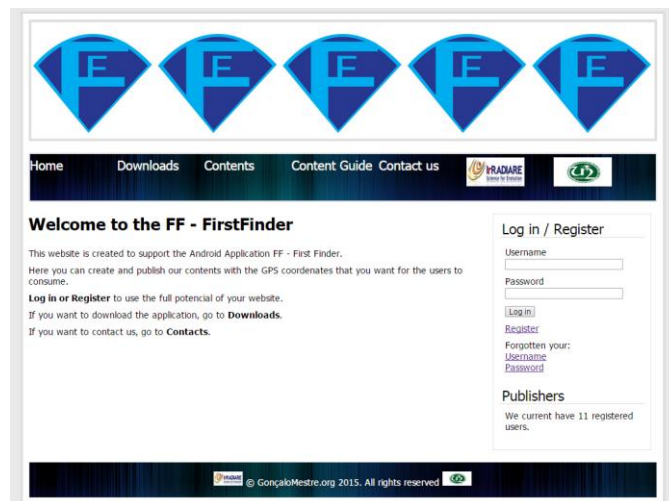 F F F F F F F F F F
Home Downloads Contents Content Guide Contact us IrRADIARE
Science for Evolution
Welcome to the FF - FirstFinder
This website is created to support the Android Application FF - First Finder.
Here you can create and publish our contents with the GPS coordenates that you want for the users to
consume.
Log in or Register to use the full potencial of your website.
If you want to download the application, go to Downloads.
If you want to contact us, go to Contacts.
Log in / Register
Username
Password
Log in
Register
Forgotten your:
Username
Password
Publishers
We current have 11 registered
users.
© GonçaloMestre.org 2015. All rights reserved